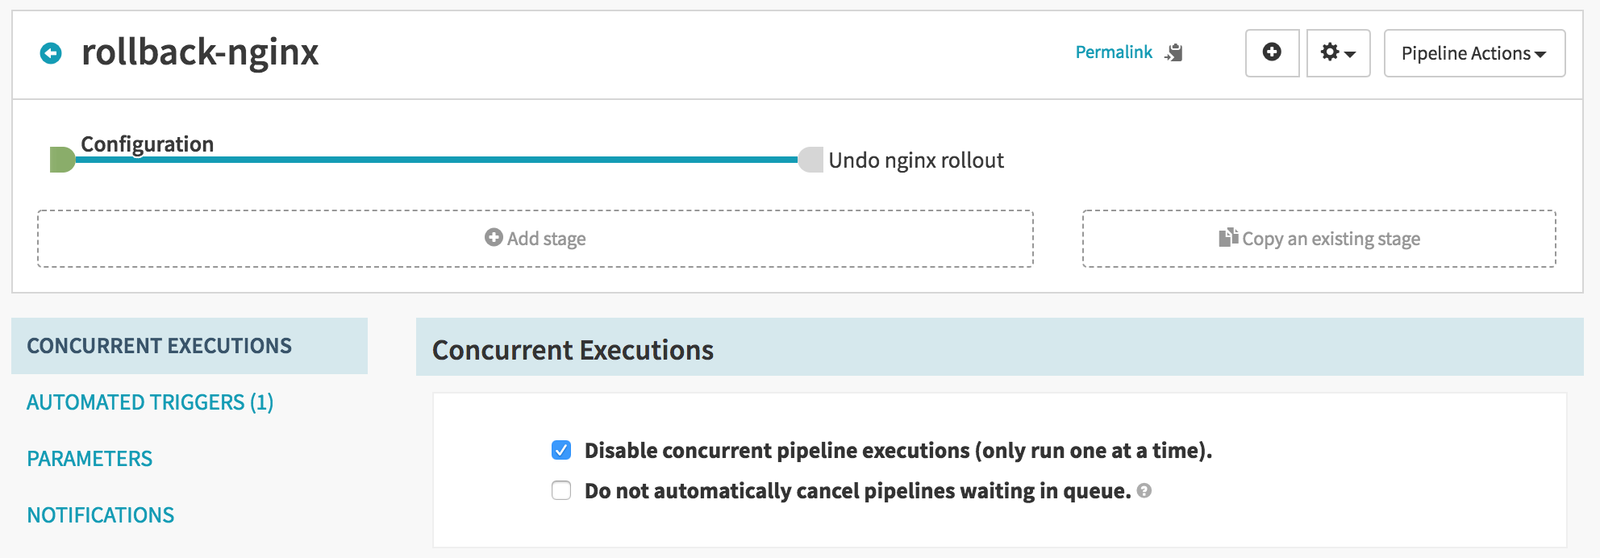 rollback-nginx
Permalink
Pipeline Actions
Configuration
Undo nginx rollout
Add stage
Copy an existing stage
CONCURRENT EXECUTIONS
AUTOMATED TRIGGERS (1)
PARAMETERS
NOTIFICATIONS
Concurrent Executions
Disable concurrent pipeline executions (only run one at a time).
Do not automatically cancel pipelines waiting in queue.